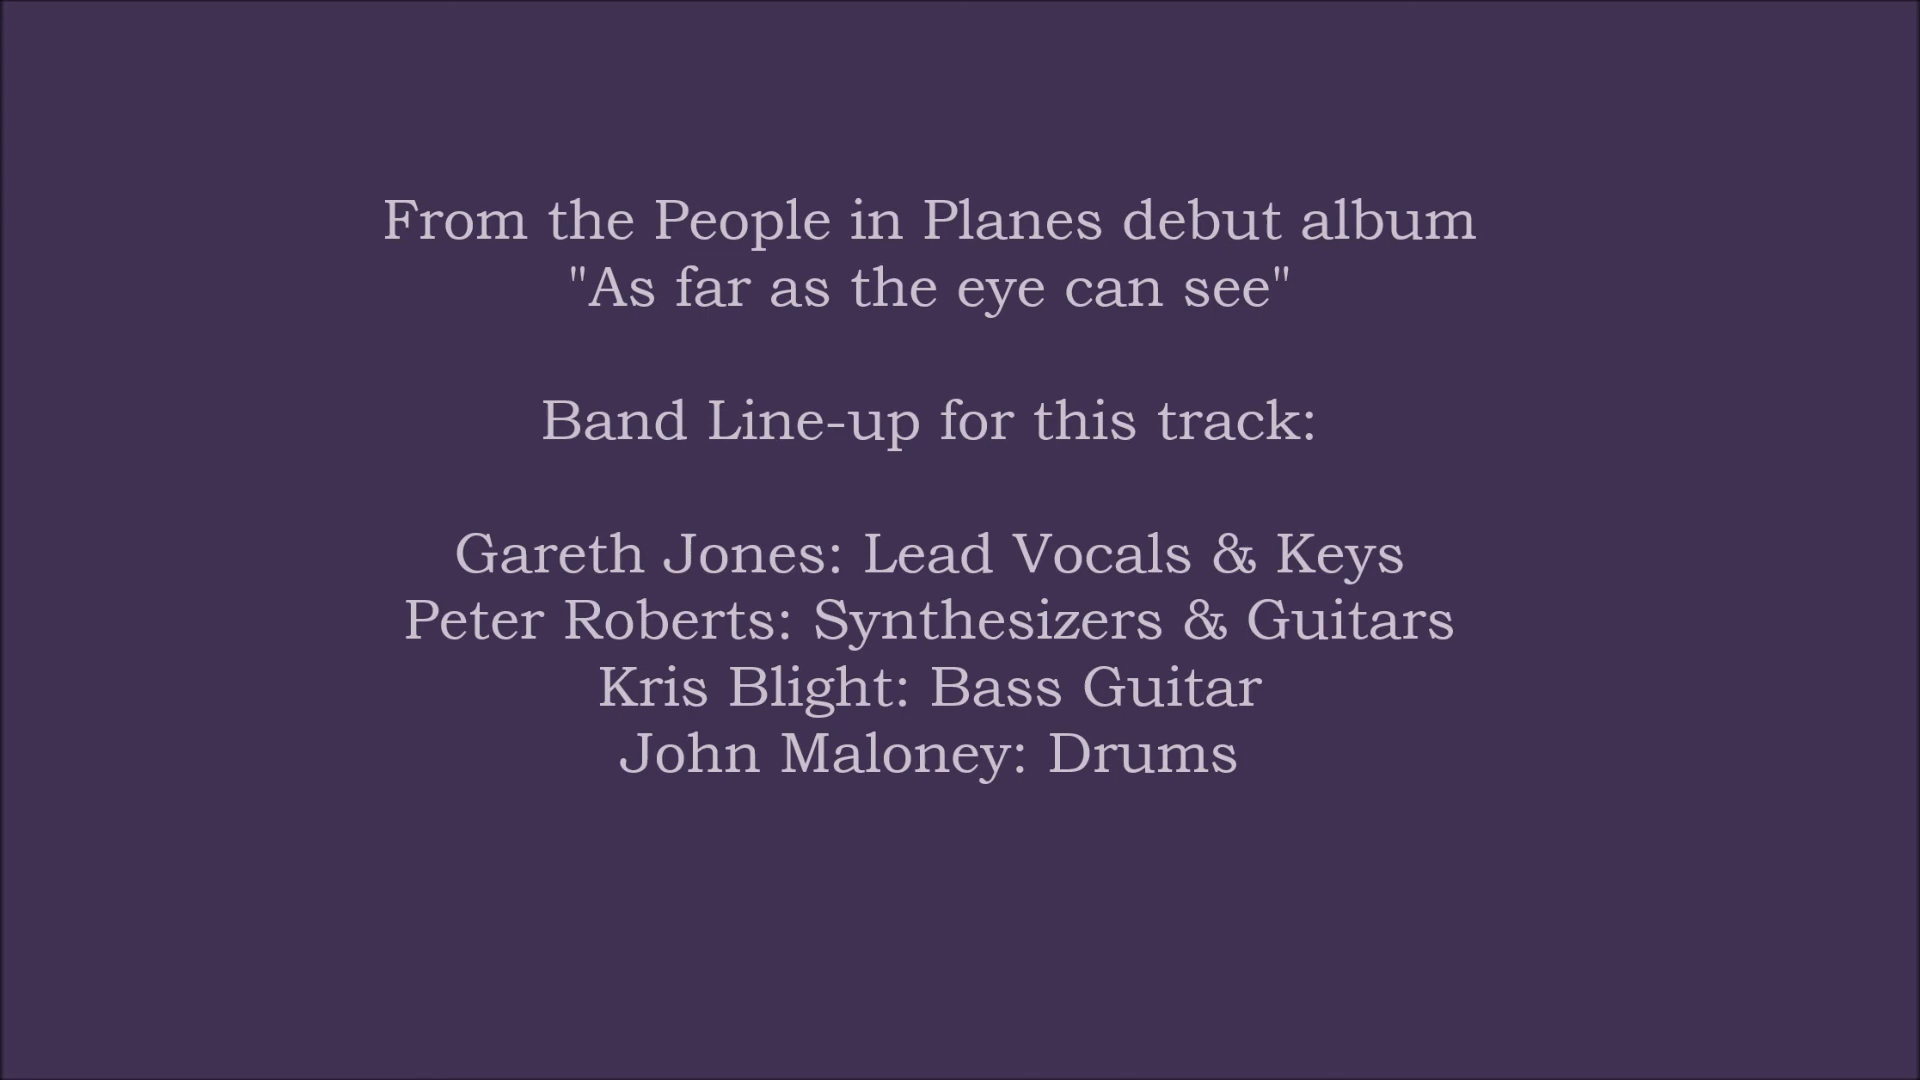 From the People in Planes debut album
"As far as the eye can see"
Band Line-up for this track:
Gareth Jones: Lead Vocals & Keys
Peter Roberts: Synthesizers & Guitars
Kris Blight: Bass Guitar
John Maloney: Drums